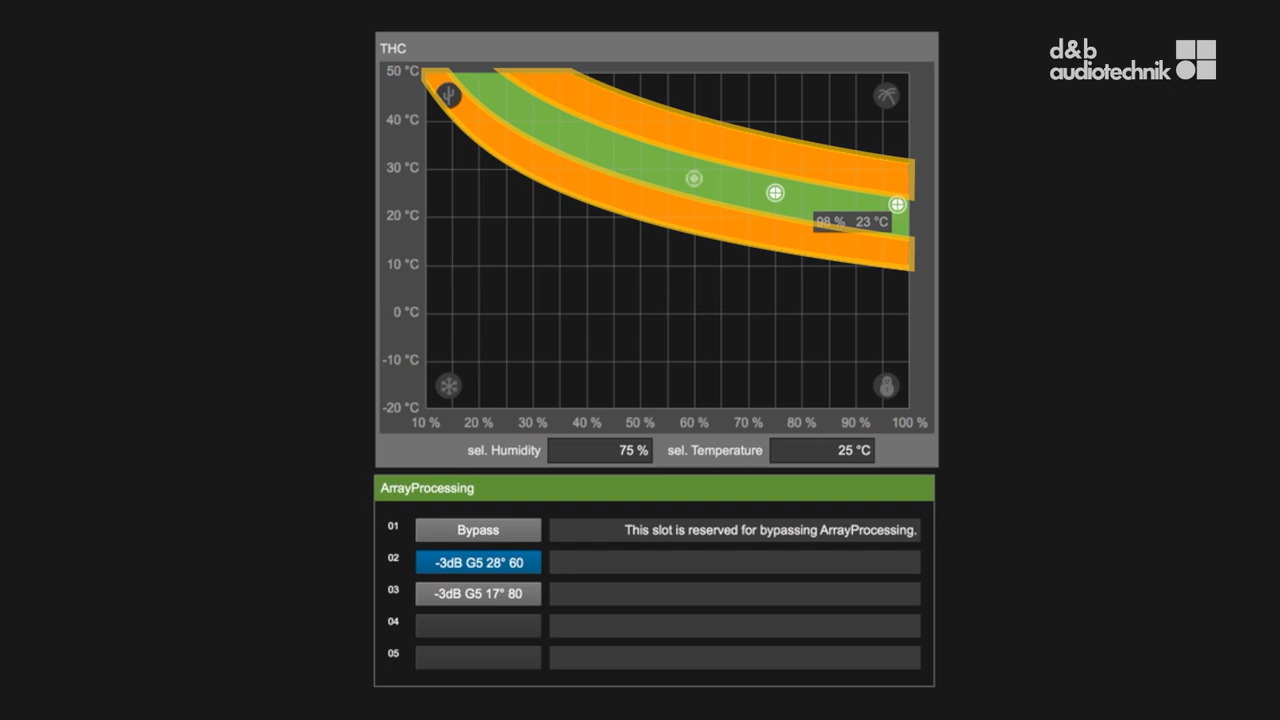 d&b
audiotechnik
THC
50 °C
40 °C
30 °C
20 °C
10 °C
0 °C
-10 °C
-20 °C
98 % 23 °C
10 % 20 % 30 % 40 % 50 % 60 % 70 % 80 % 90 % 100 %
sel. Humidity 75 % sel. Temperature 25 °C
ArrayProcessing
01 Bypass This slot is reserved for bypassing ArrayProcessing.
02 -3dB G5 28° 60
03 -3dB G5 17° 80
04
05